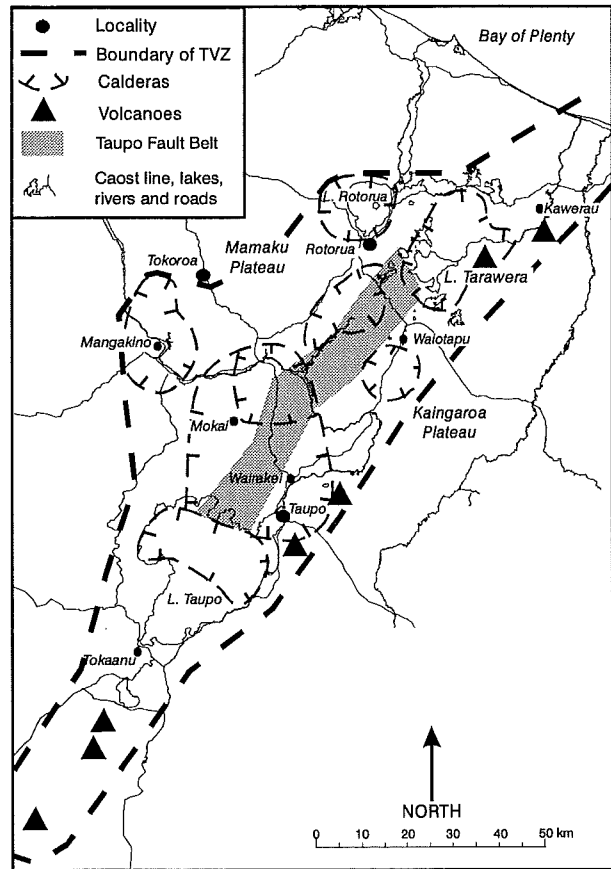 Locality
Boundary of TVZ
Calderas
Volcanoes
Taupo Fault Belt
Caost line, lakes,
rivers and roads
Bay of Plenty
L. Rotorua
Kawerau
Rotorua
Mamaku
Plateau
Tokoroa
L. Tarawera
Mangakino
Waiotapu
Kaingaroa
Plateau
Mokai
Wairakei
Taupo
L. Taupo
Tokaanu
NORTH
0 10 20 30 40 50 km